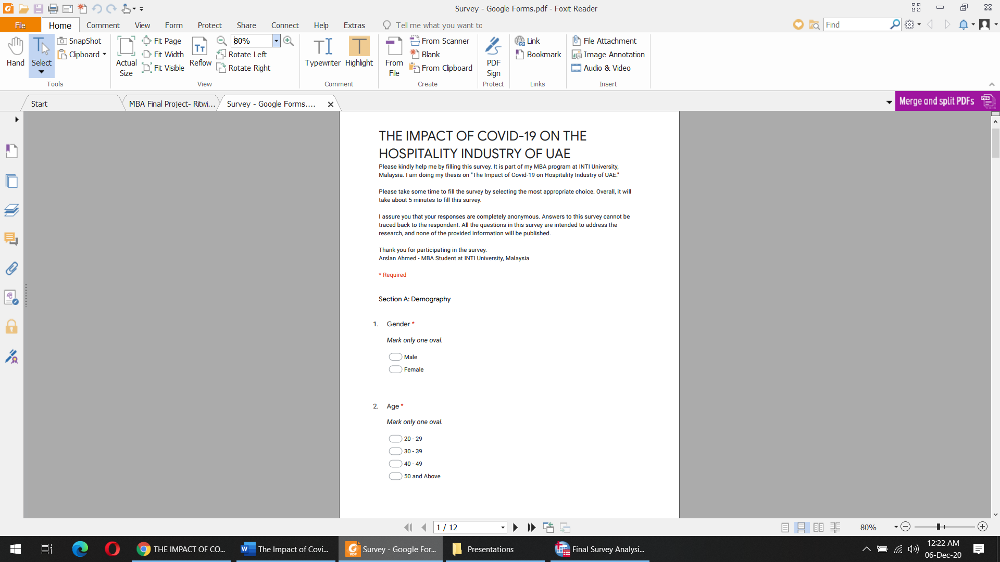 Survey - Google Forms.pdf - Foxit Reader
File Home Comment View Form Protect Share Connect Help Extras Tell me what you want to Find
Hand
Select
SnapShot
Clipboard
Tools
Actual
Size
Fit Page
Fit Width
Fit Visible
Reflow
80%
Rotate Left
Rotate Right
View
Typewriter
Highlight
Comment
From
File
From Scanner
Blank
From Clipboard
Create
PDF
Sign
Protect
Link
Bookmark
Links
File Attachment
Image Annotation
Audio & Video
Insert
Start
MBA Final Project- Ritwi...
Survey - Google Forms....
Merge and split PDFs
THE IMPACT OF COVID-19 ON THE
HOSPITALITY INDUSTRY OF UAE
Please kindly help me by filling this survey. It is part of my MBA program at INTI University,
Malaysia. I am doing my thesis on "The Impact of Covid-19 on Hospitality Industry of UAE."
Please take some time to fill the survey by selecting the most appropriate choice. Overall, it will
take about 5 minutes to fill this survey.
I assure you that your responses are completely anonymous. Answers to this survey cannot be
traced back to the respondent. All the questions in this survey are intended to address the
research, and none of the provided information will be published.
Thank you for participating in the survey.
Arslan Ahmed - MBA Student at INTI University, Malaysia
* Required
Section A: Demography
1. Gender *
Mark only one oval.
Male
Female
2. Age *
Mark only one oval.
20 - 29
30 - 39
40 - 49
50 and Above
1 / 12
80%
THE IMPACT OF CO...
The Impact of Covi...
Survey - Google For...
Presentations
Final Survey Analysi...
12:22 AM
06-Dec-20